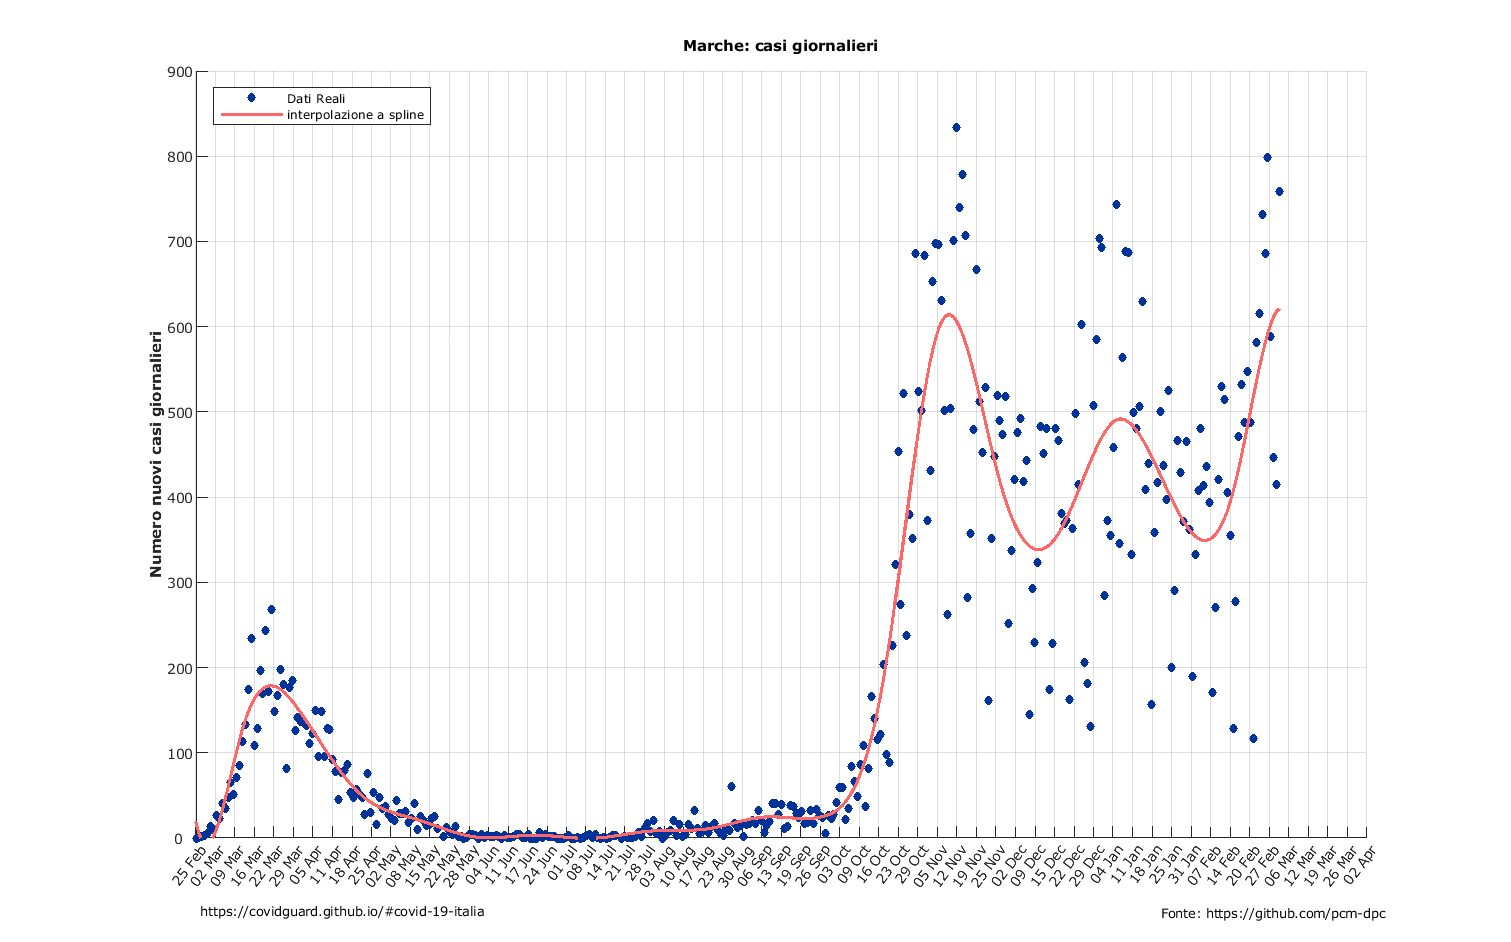 Marche: casi giornalieri
Dati Reali
interpolazione a spline
Numero nuovi casi giornalieri
900
800
700
600
500
400
300
200
100
0
25 Feb
02 Mar
09 Mar
16 Mar
22 Mar
29 Mar
05 Apr
11 Apr
18 Apr
25 Apr
02 May
08 May
15 May
22 May
28 May
04 Jun
11 Jun
17 Jun
24 Jun
01 Jul
08 Jul
14 Jul
21 Jul
28 Jul
03 Aug
10 Aug
17 Aug
23 Aug
30 Aug
06 Sep
13 Sep
19 Sep
26 Sep
03 Oct
09 Oct
16 Oct
23 Oct
29 Oct
05 Nov
12 Nov
19 Nov
25 Nov
02 Dec
09 Dec
15 Dec
22 Dec
29 Dec
04 Jan
11 Jan
18 Jan
25 Jan
31 Jan
07 Feb
14 Feb
20 Feb
27 Feb
06 Mar
12 Mar
19 Mar
26 Mar
02 Apr
https://covidguard.github.io/#covid-19-italia
Fonte: https://github.com/pcm-dpc